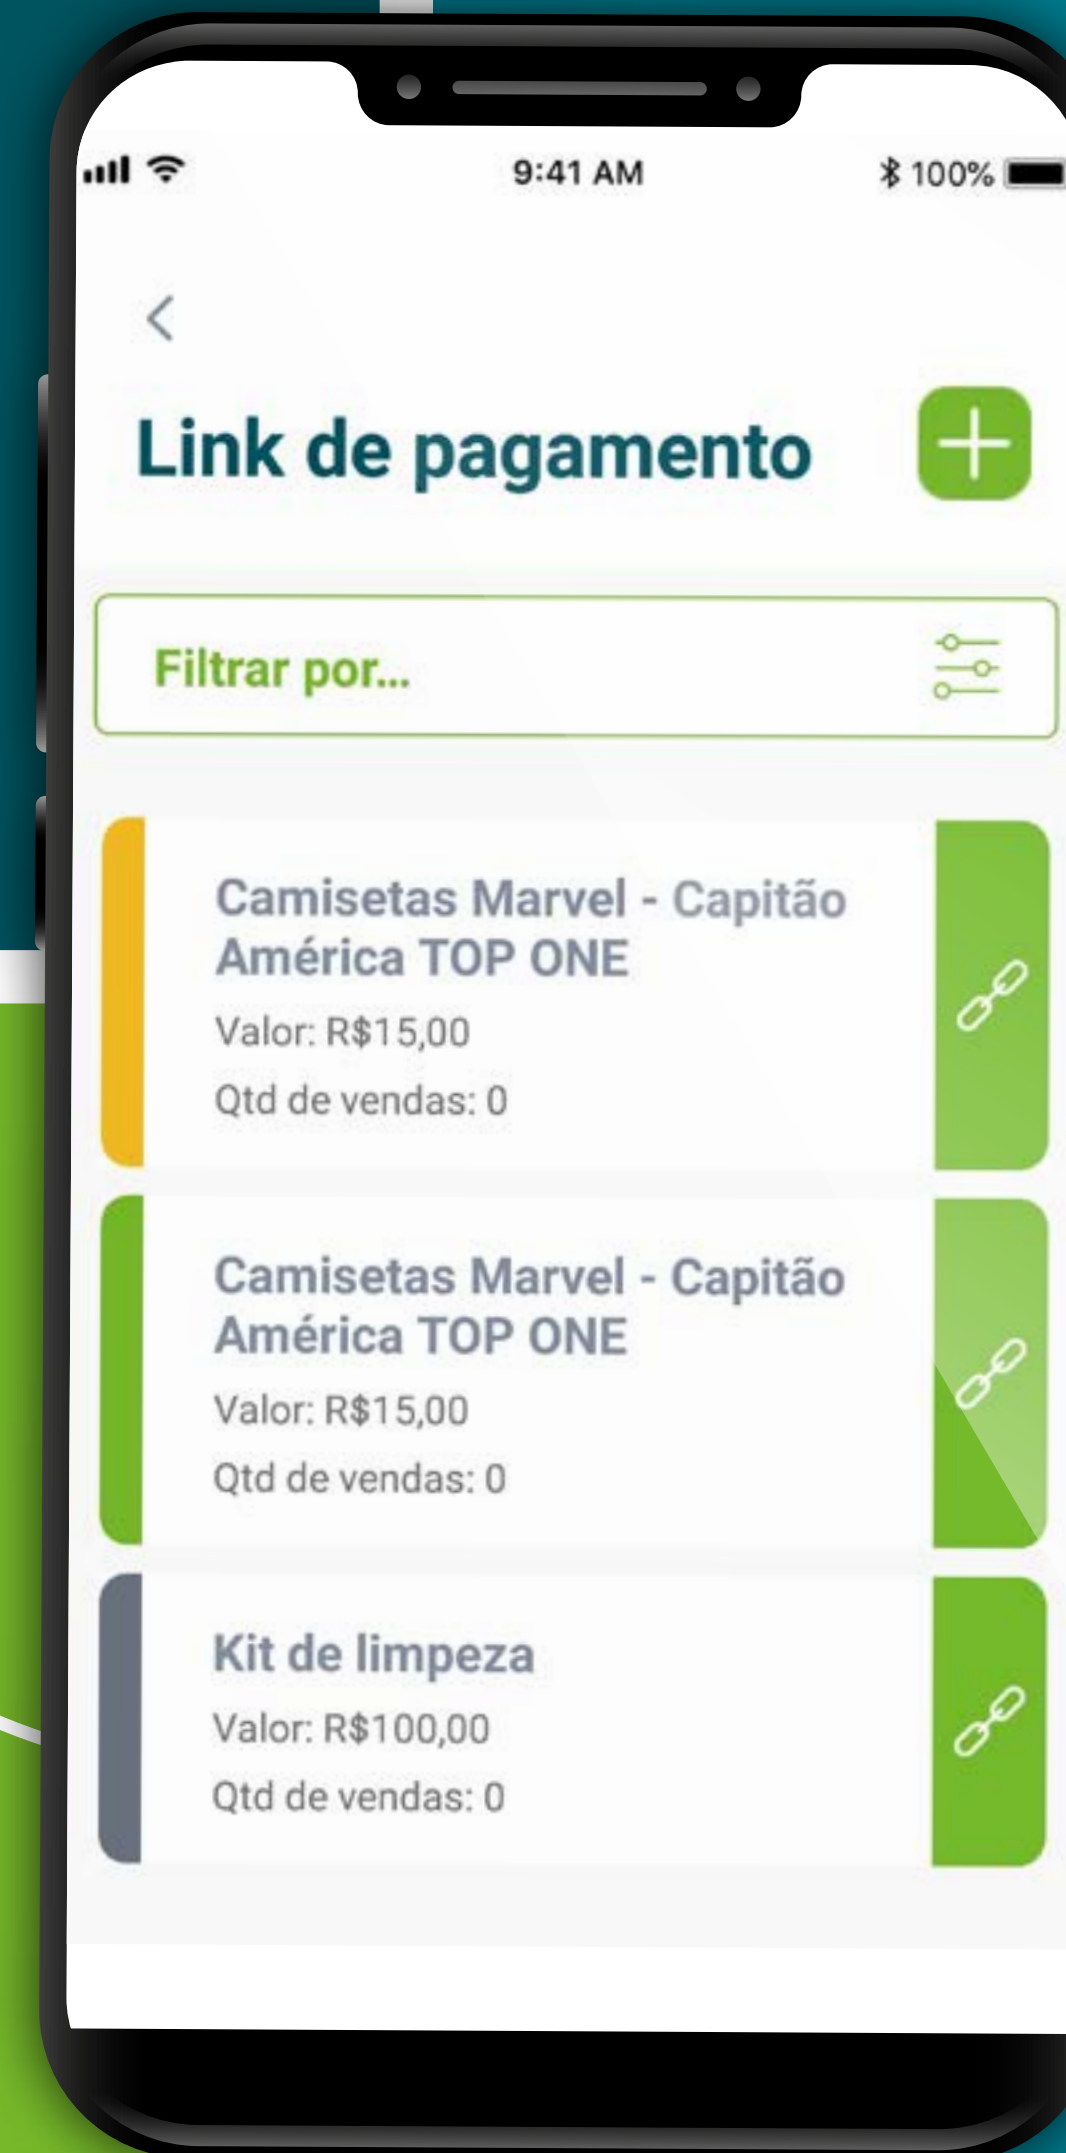 9:41 AM
100%
Link de pagamento
Filtrar por...
Camisetas Marvel - Capitão
América TOP ONE
Valor: R$15,00
Qtd de vendas: 0
Camisetas Marvel - Capitão
América TOP ONE
Valor: R$15,00
Qtd de vendas: 0
Kit de limpeza
Valor: R$100,00
Qtd de vendas: 0